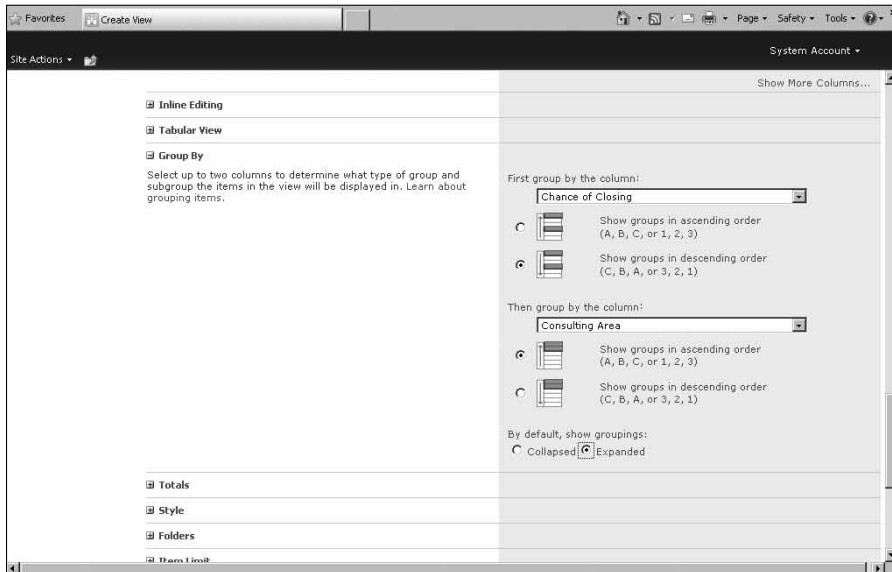 Favorites
Create View
Page
Safety
Tools
System Account
Site Actions
Show More Columns...
Inline Editing
Tabular View
Group By
Select up to two columns to determine what type of group and
subgroup the items in the view will be displayed in. Learn about
grouping items.
First group by the column:
Chance of Closing
Show groups in ascending order
(A, B, C, or 1, 2, 3)
Show groups in descending order
(C, B, A, or 3, 2, 1)
Then group by the column:
Consulting Area
Show groups in ascending order
(A, B, C, or 1, 2, 3)
Show groups in descending order
(C, B, A, or 3, 2, 1)
By default, show groupings:
Collapsed Expanded
Totals
Style
Folders
Item Limit